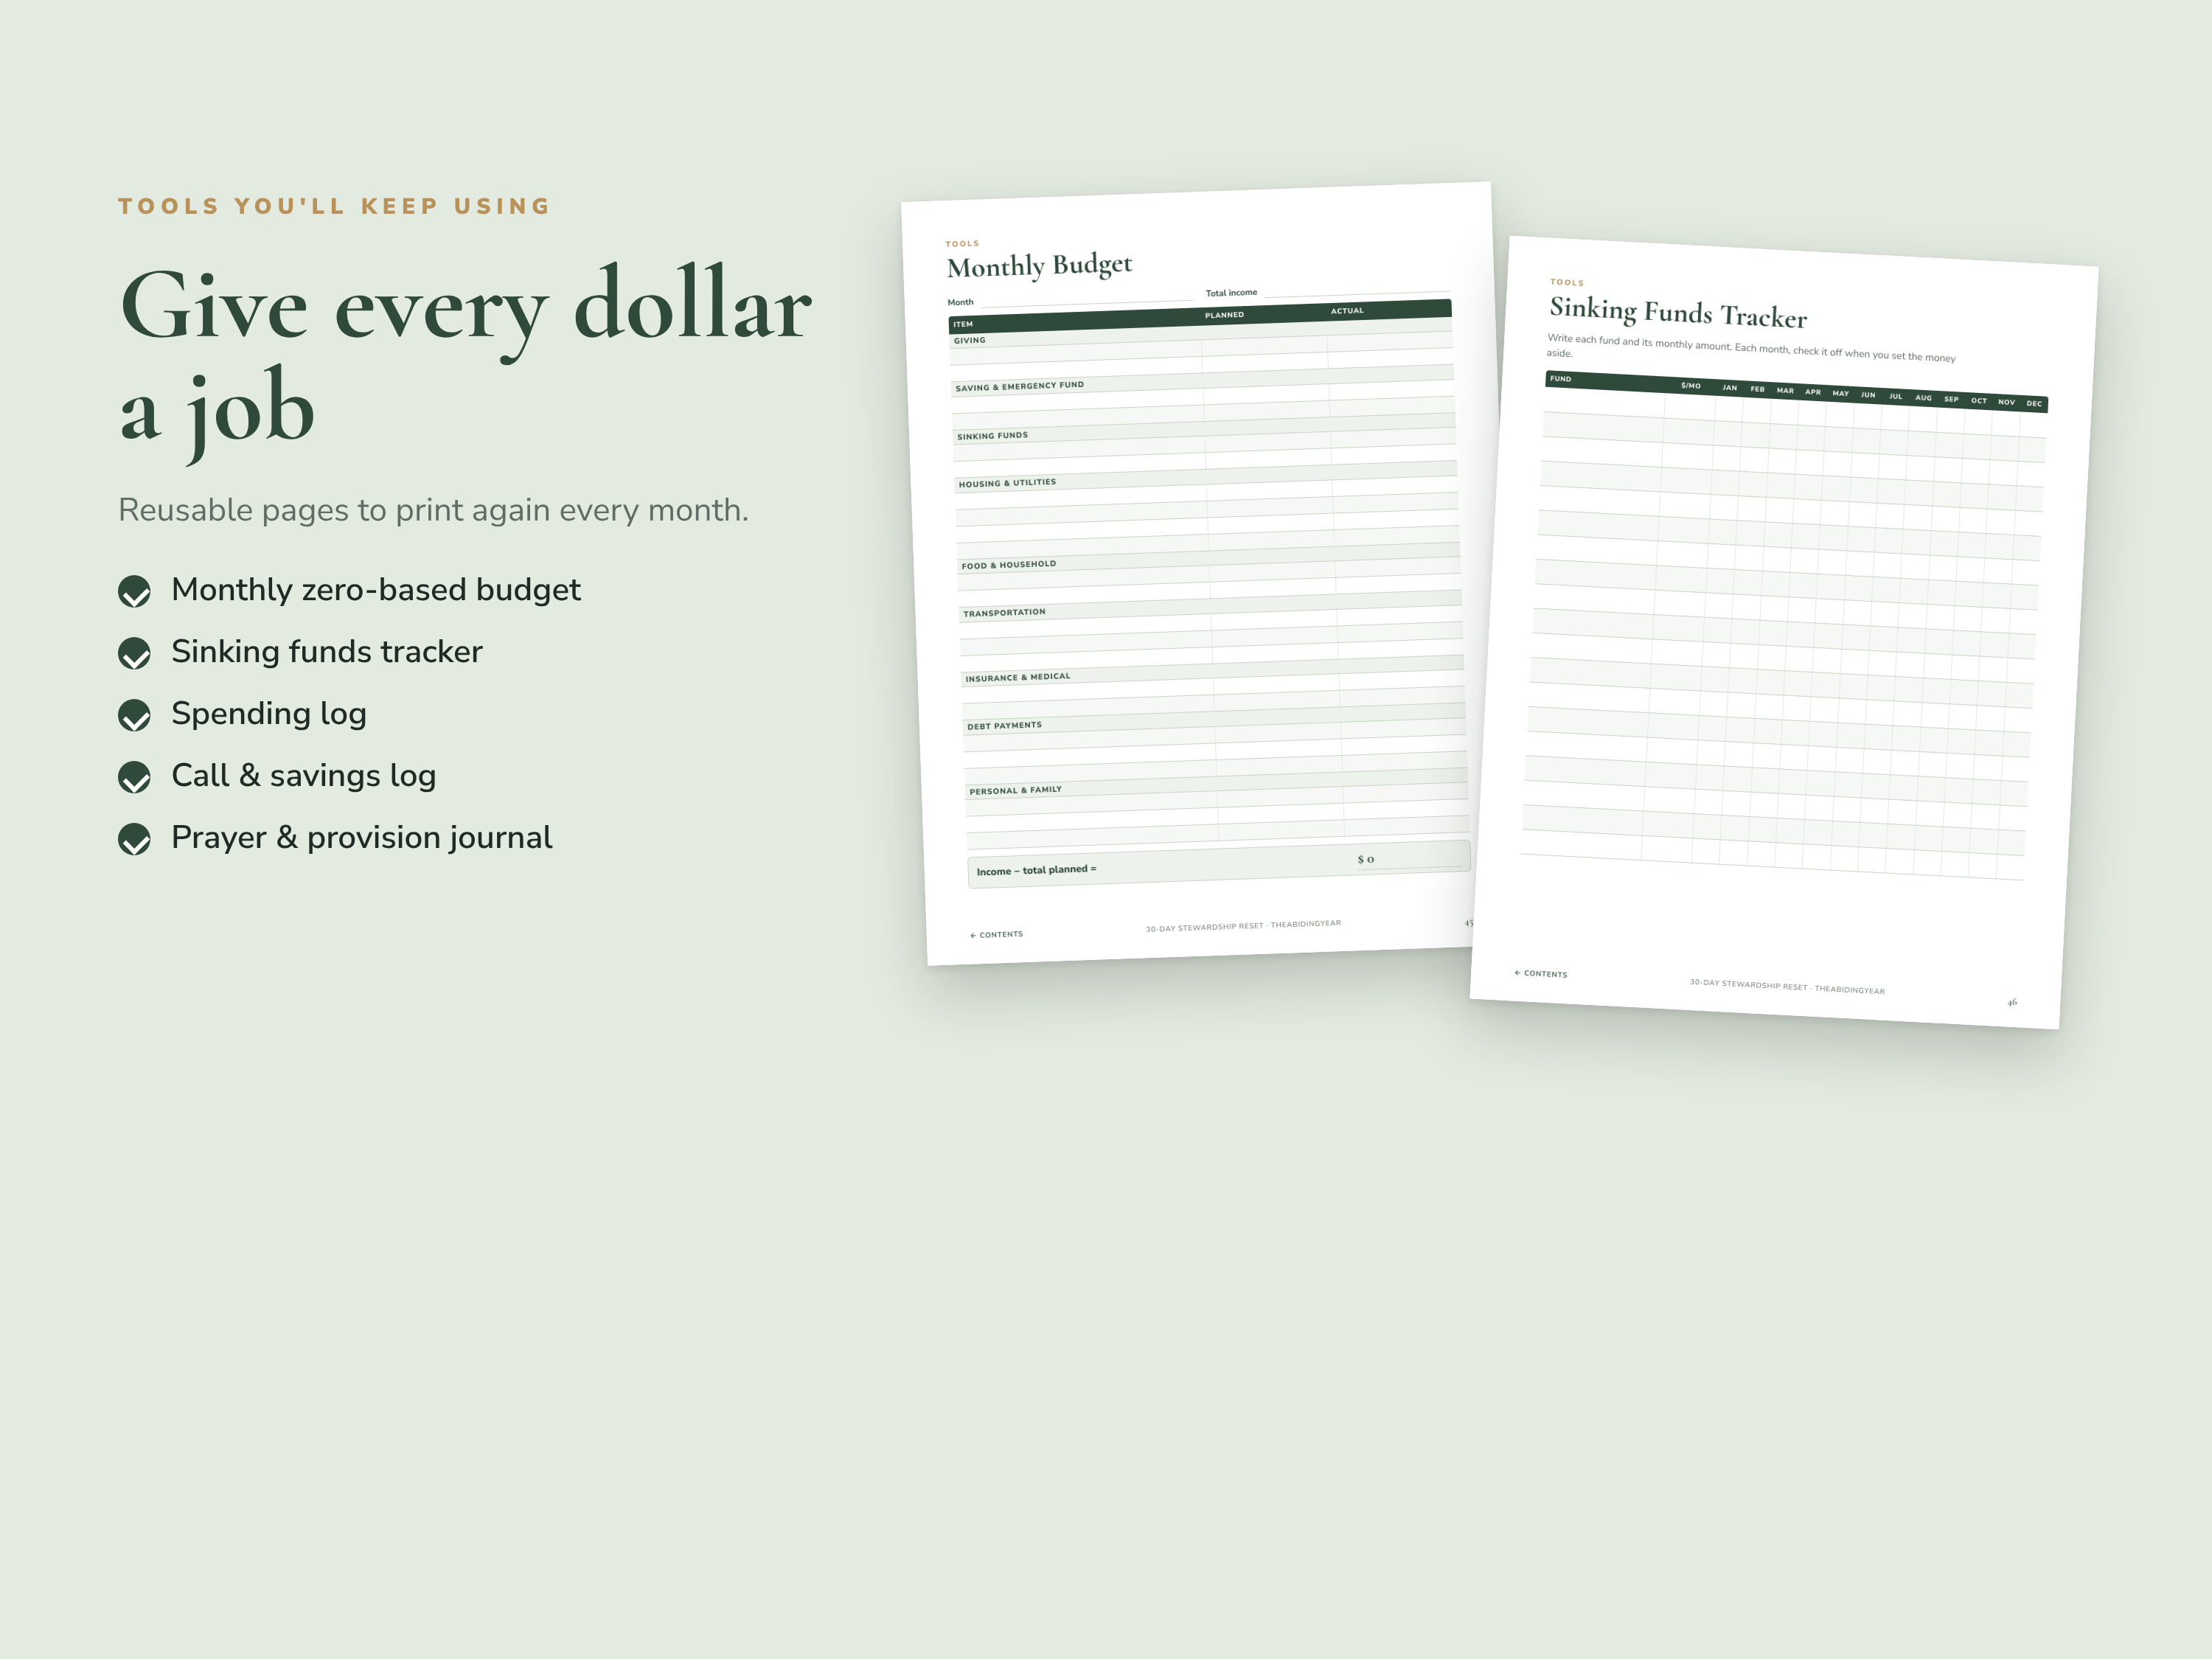 TOOLS YOU'LL KEEP USING
Give every dollar
a job
Reusable pages to print again every month.
Monthly zero-based budget
Sinking funds tracker
Spending log
Call & savings log
Prayer & provision journal
TOOLS
Monthly Budget
Month Total income
ITEM PLANNED ACTUAL
GIVING
SAVING & EMERGENCY FUND
SINKING FUNDS
HOUSING & UTILITIES
FOOD & HOUSEHOLD
TRANSPORTATION
INSURANCE & MEDICAL
DEBT PAYMENTS
PERSONAL & FAMILY
Income – total planned = $ 0
← CONTENTS 30-DAY STEWARDSHIP RESET · THEABIDINGYEAR 45
TOOLS
Sinking Funds Tracker
Write each fund and its monthly amount. Each month, check it off when you set the money
aside.
FUND $/MO JAN FEB MAR APR MAY JUN JUL AUG SEP OCT NOV DEC
← CONTENTS 30-DAY STEWARDSHIP RESET · THEABIDINGYEAR 46